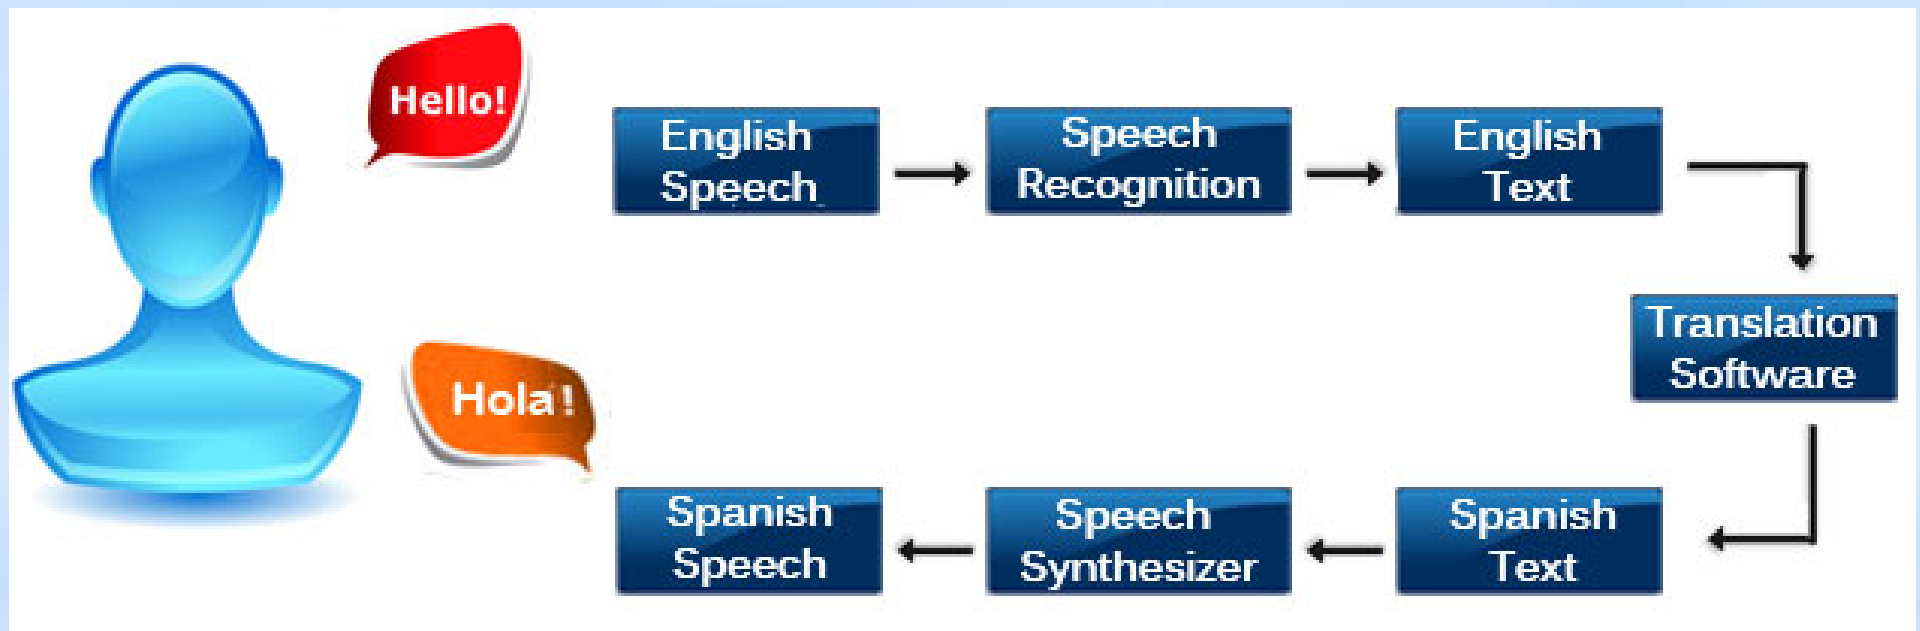 Hello!
English
Speech
Speech
Recognition
English
Text
Translation
Software
Hola!
Spanish
Speech
Speech
Synthesizer
Spanish
Text